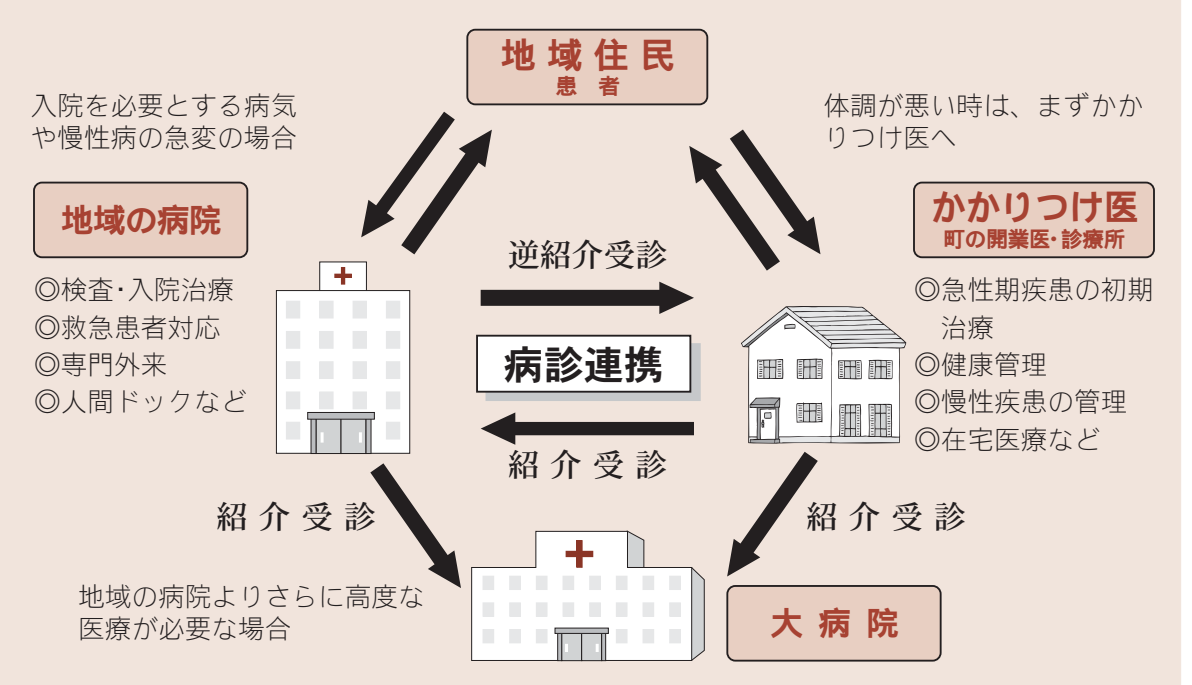 地域住民
患者
入院を必要とする病気
や慢性病の急変の場合
体調が悪い時は、まずかか
りつけ医へ
地域の病院
◎検査・入院治療
◎救急患者対応
◎専門外来
◎人間ドックなど
かかりつけ医
町の開業医・診療所
◎急性期疾患の初期
治療
◎健康管理
◎慢性疾患の管理
◎在宅医療など
逆紹介受診
病診連携
紹介受診
紹介受診
紹介受診
地域の病院よりさらに高度な
医療が必要な場合
大病院